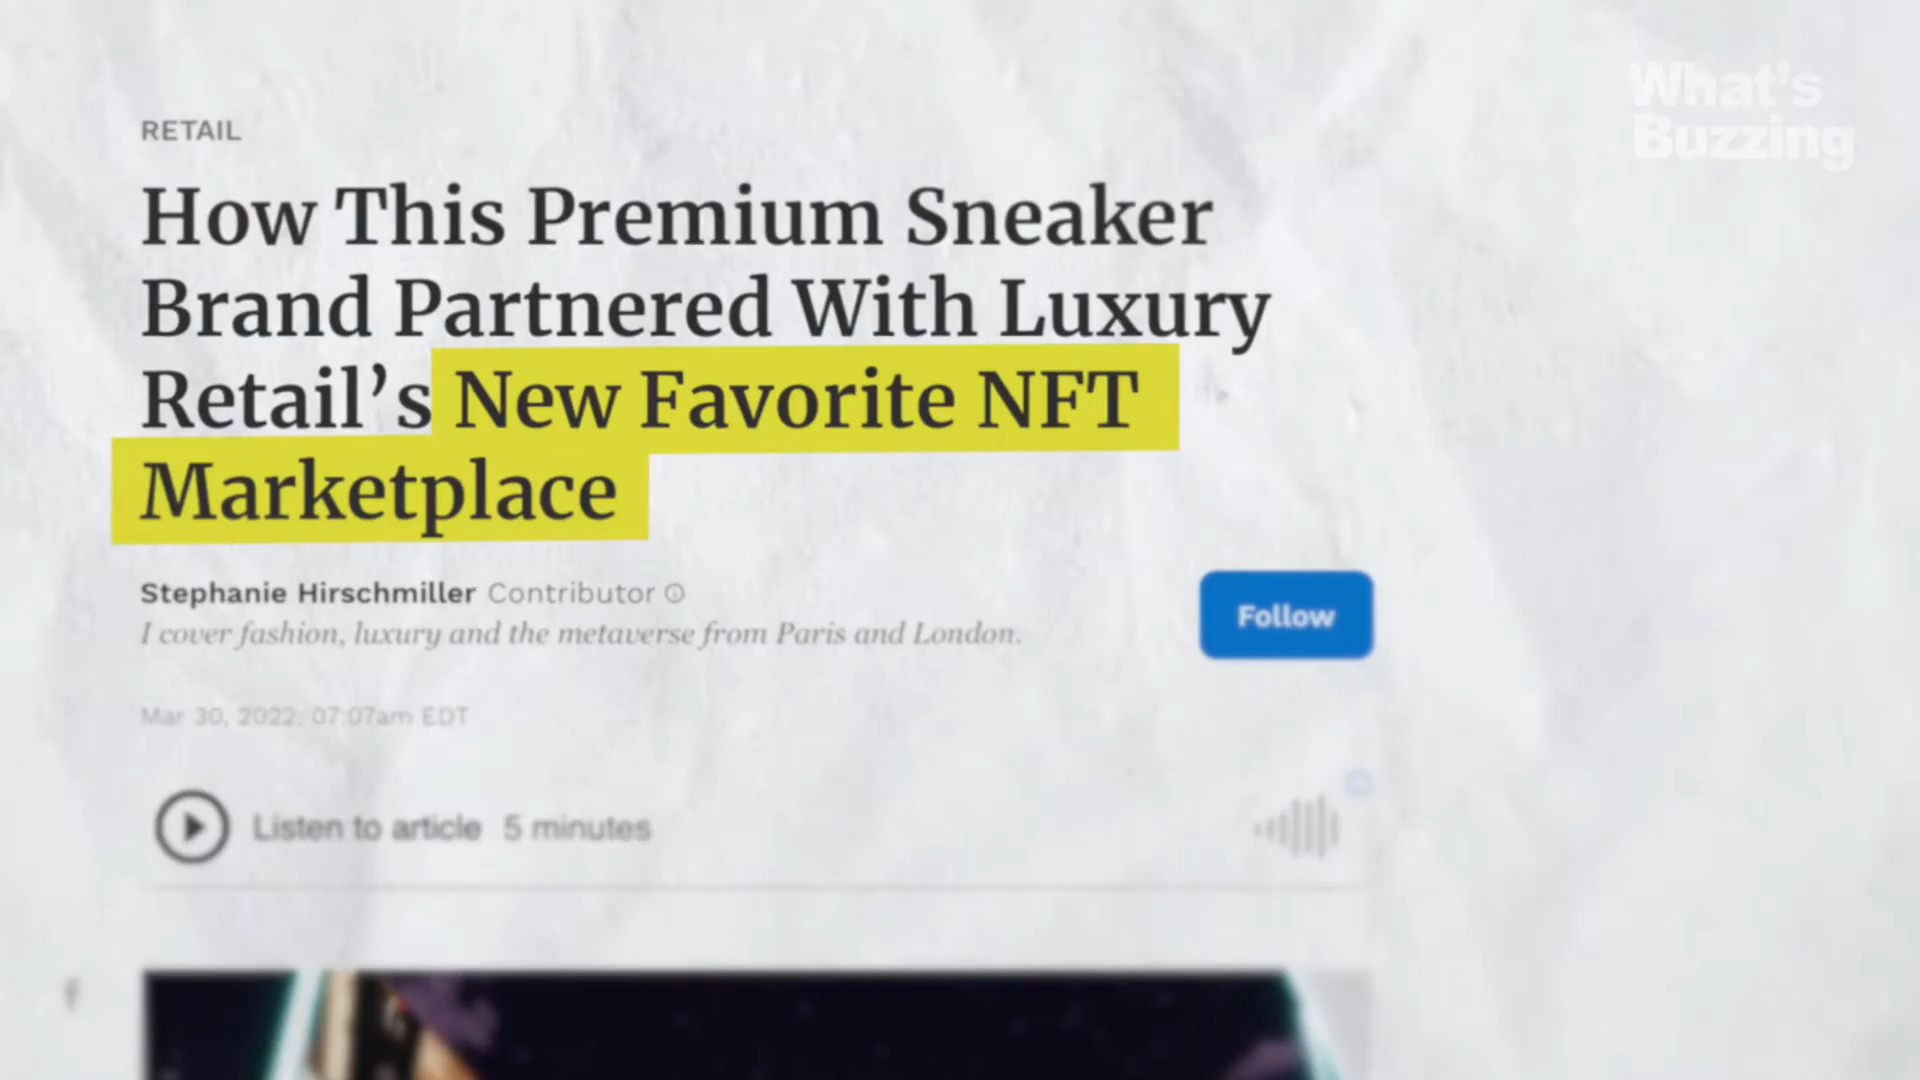 What's
Buzzing
RETAIL
How This Premium Sneaker
Brand Partnered With Luxury
Retail’s New Favorite NFT
Marketplace
Stephanie Hirschmiller Contributor
I cover fashion, luxury and the metaverse from Paris and London.
Follow
Mar 30, 2022, 07:07am EDT
Listen to article 5 minutes